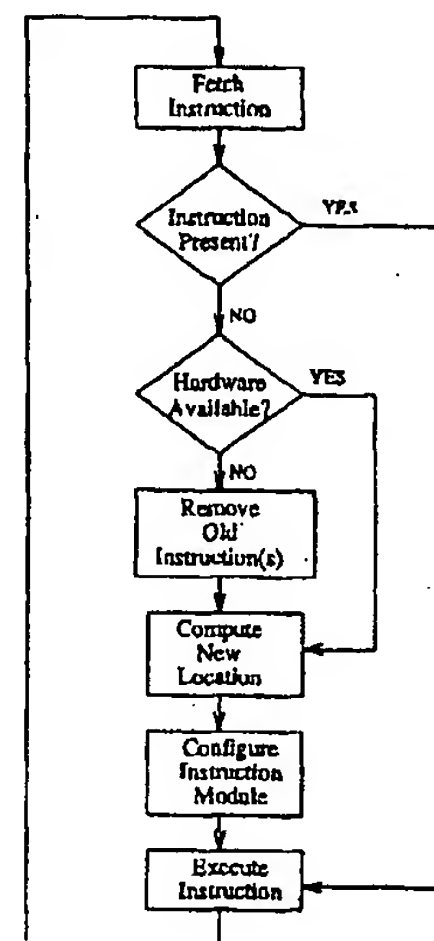 Fetch
Instruction
Instruction
Present?
YES
NO
Hardware
Available?
YES
NO
Remove
Old
Instruction(s)
Compute
New
Location
Configure
Instruction
Module
Execute
Instruction